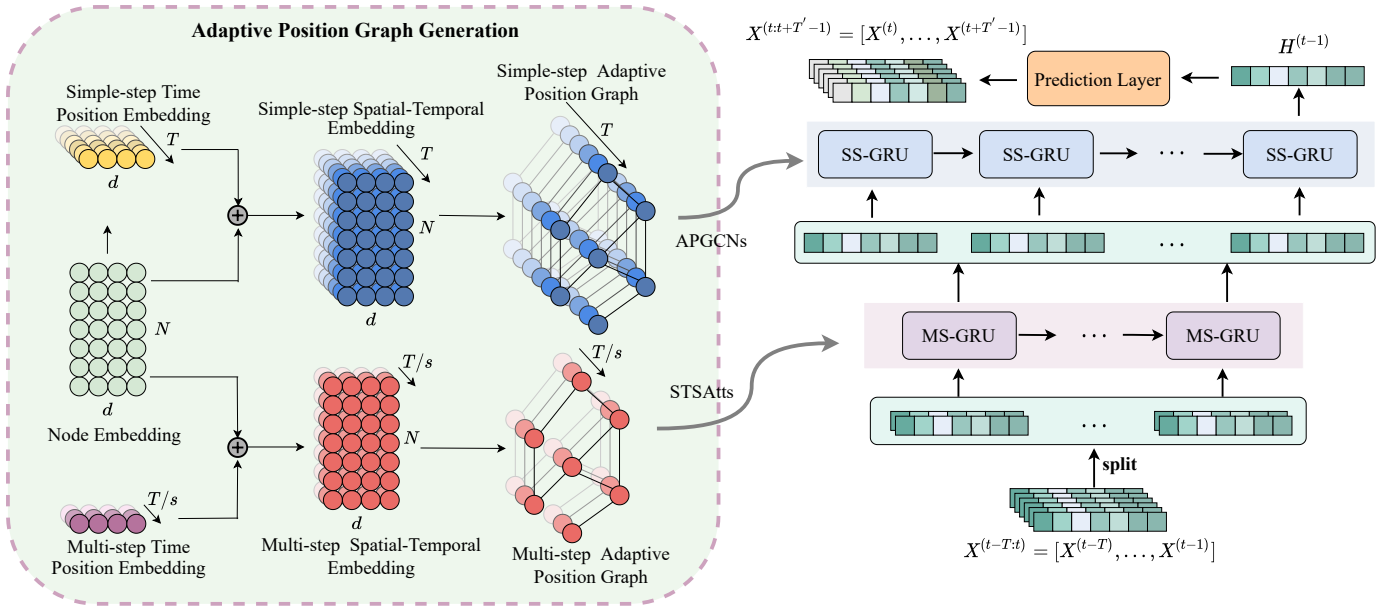 Adaptive Position Graph Generation
Simple-step Time
Position Embedding
T
d
N
d
Node Embedding
T/s
Multi-step Time
Position Embedding
+
+
Simple-step Spatial-Temporal
Embedding
T
N
d
T/s
N
d
Multi-step Spatial-Temporal
Embedding
Simple-step Adaptive
Position Graph
T
T/s
Multi-step Adaptive
Position Graph
APGCNs
STSAtts
X^{(t:t+T'-1)} = [X^{(t)}, ..., X^{(t+T'-1)}]
Prediction Layer
H^{(t-1)}
SS-GRU
SS-GRU
...
SS-GRU
...
MS-GRU
...
MS-GRU
...
split
X^{(t-T:t)} = [X^{(t-T)}, ..., X^{(t-1)}]